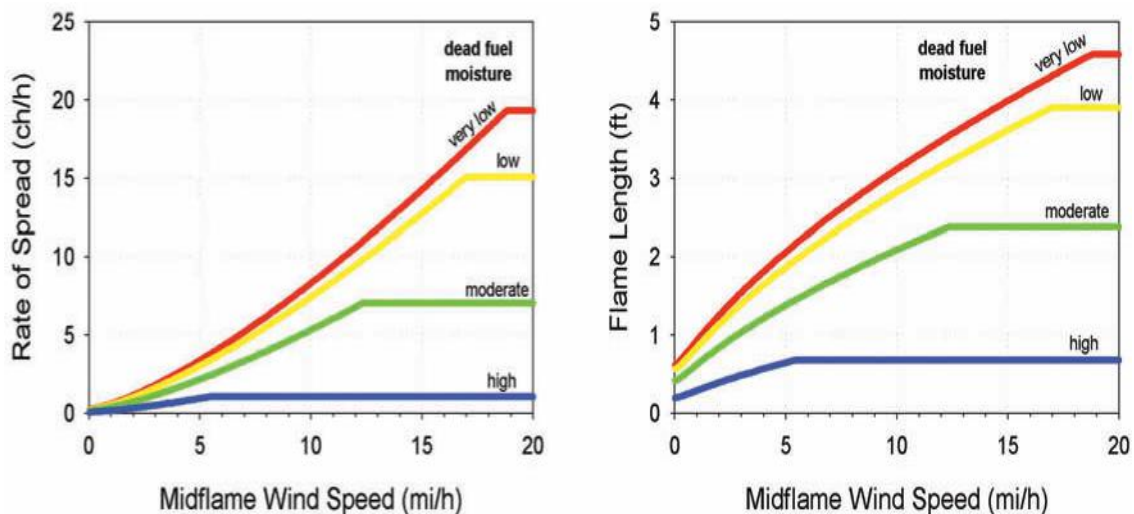 25
20
15
10
5
0
Rate of Spread (ch/h)
dead fuel
moisture
very low
low
moderate
high
0 5 10 15 20
Midflame Wind Speed (mi/h)
5
4
3
2
1
0
Flame Length (ft)
dead fuel
moisture
very low
low
moderate
high
0 5 10 15 20
Midflame Wind Speed (mi/h)